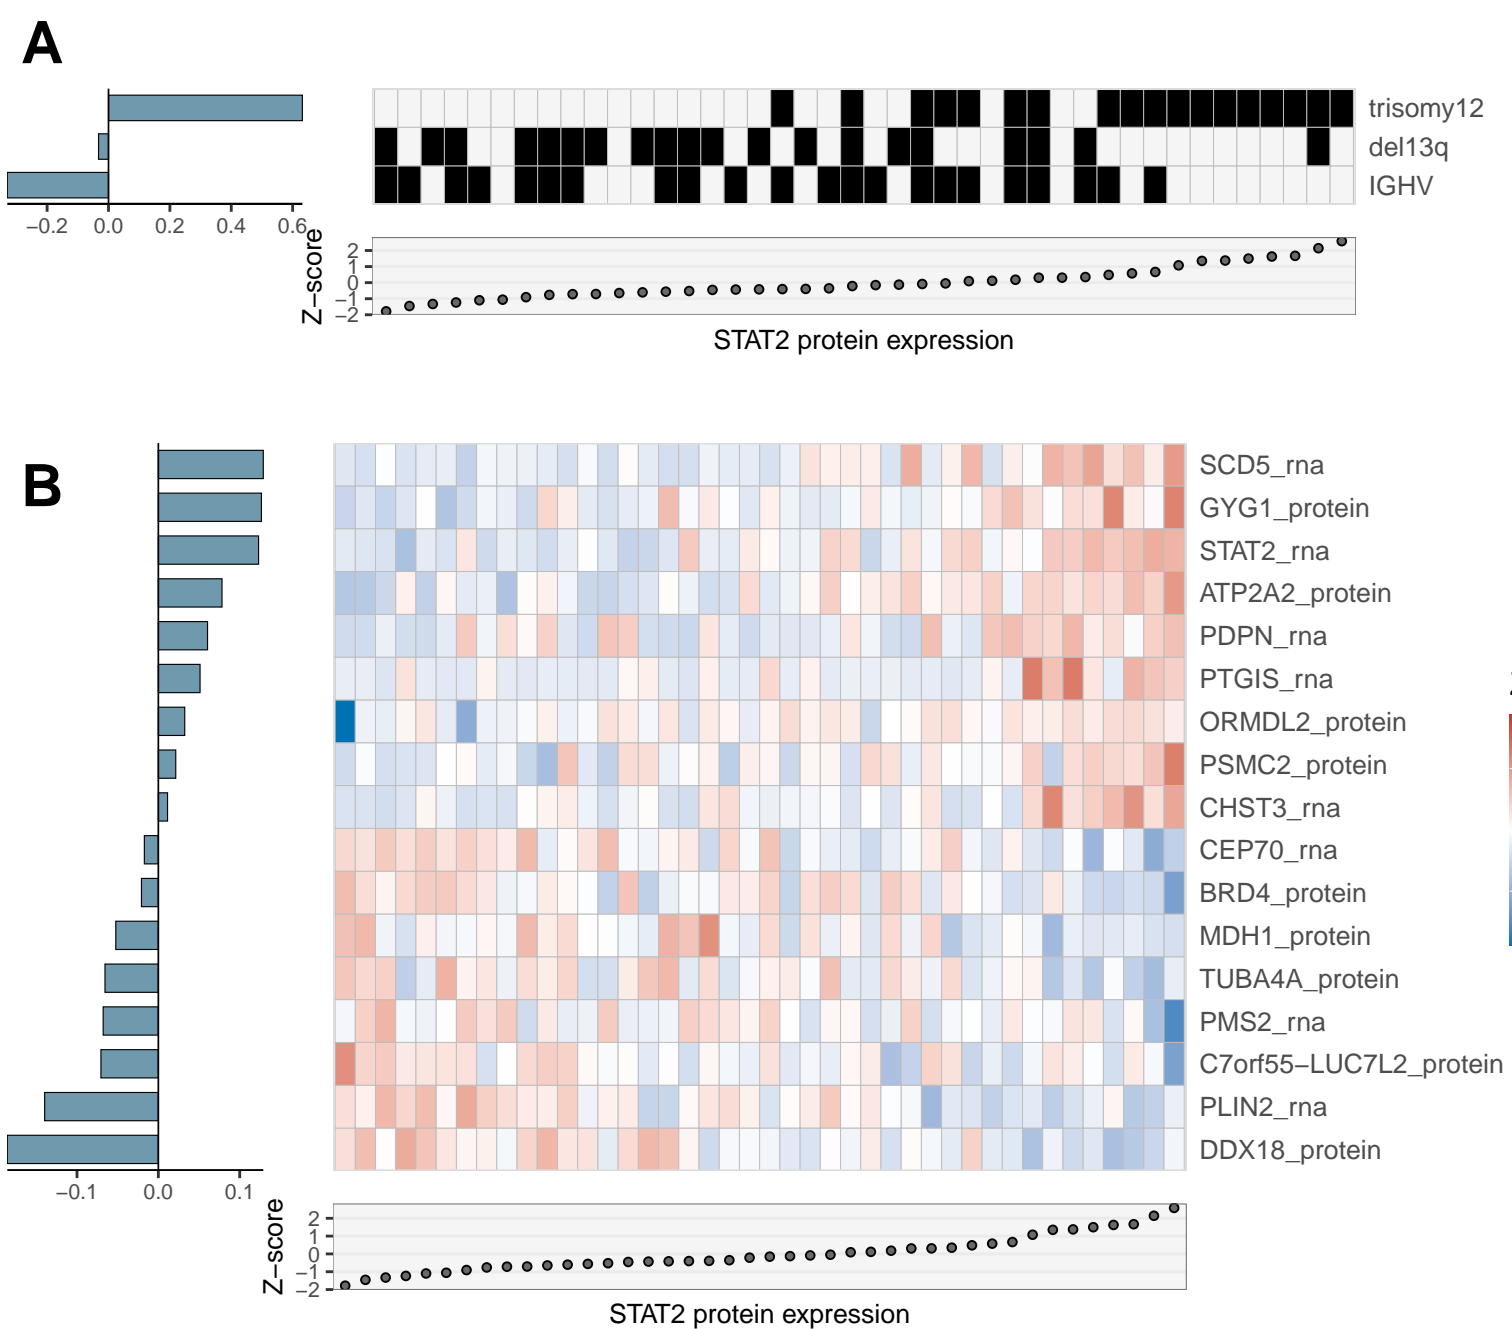 A
trisomy12
del13q
IGHV
−0.2 0.0 0.2 0.4 0.6
Z−score
2
1
0
−1
−2
STAT2 protein expression
B
SCD5_rna
GYG1_protein
STAT2_rna
ATP2A2_protein
PDPN_rna
PTGIS_rna
ORMDL2_protein
PSMC2_protein
CHST3_rna
CEP70_rna
BRD4_protein
MDH1_protein
TUBA4A_protein
PMS2_rna
C7orf55−LUC7L2_protein
PLIN2_rna
DDX18_protein
−0.1 0.0 0.1
Z−score
2
1
0
−1
−2
STAT2 protein expression